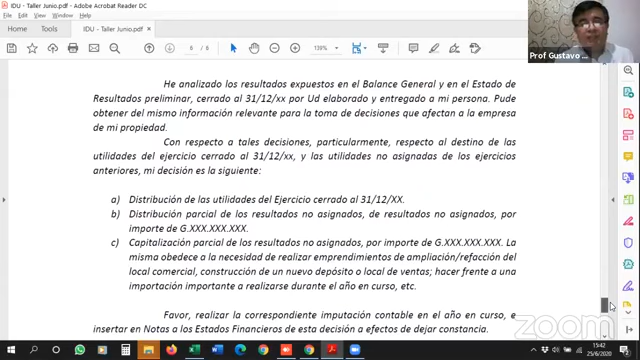 IDU - Taller Junio.pdf - Adobe Acrobat Reader DC
File Edit View Window Help
Home Tools IDU - Taller Junio.pdf ×
6 / 6 139%
Prof Gustavo
He analizado los resultados expuestos en el Balance General y en el Estado de
Resultados preliminar, cerrado al 31/12/xx por Ud elaborado y entregado a mi persona. Pude
obtener del mismo información relevante para la toma de decisiones que afectan a la empresa
de mi propiedad.
Con respecto a tales decisiones, particularmente, respecto al destino de las
utilidades del ejercicio cerrado al 31/12/xx, y las utilidades no asignadas de los ejercicios
anteriores, mi decisión es la siguiente:
a) Distribución de las utilidades del Ejercicio cerrado al 31/12/XX.
b) Distribución parcial de los resultados no asignados, de resultados no asignados, por
importe de G.XXX.XXX.XXX.
c) Capitalización parcial de los resultados no asignados, por importe de G.XXX.XXX.XXX. La
misma obedece a la necesidad de realizar emprendimientos de ampliación/refacción del
local comercial, construcción de un nuevo depósito o local de ventas; hacer frente a una
importación importante a realizarse durante el año en curso, etc.
Favor, realizar la correspondiente imputación contable en el año en curso, e
insertar en Notas a los Estados Financieros de esta decisión a efectos de dejar constancia.
zoom
15:42
25/6/2020